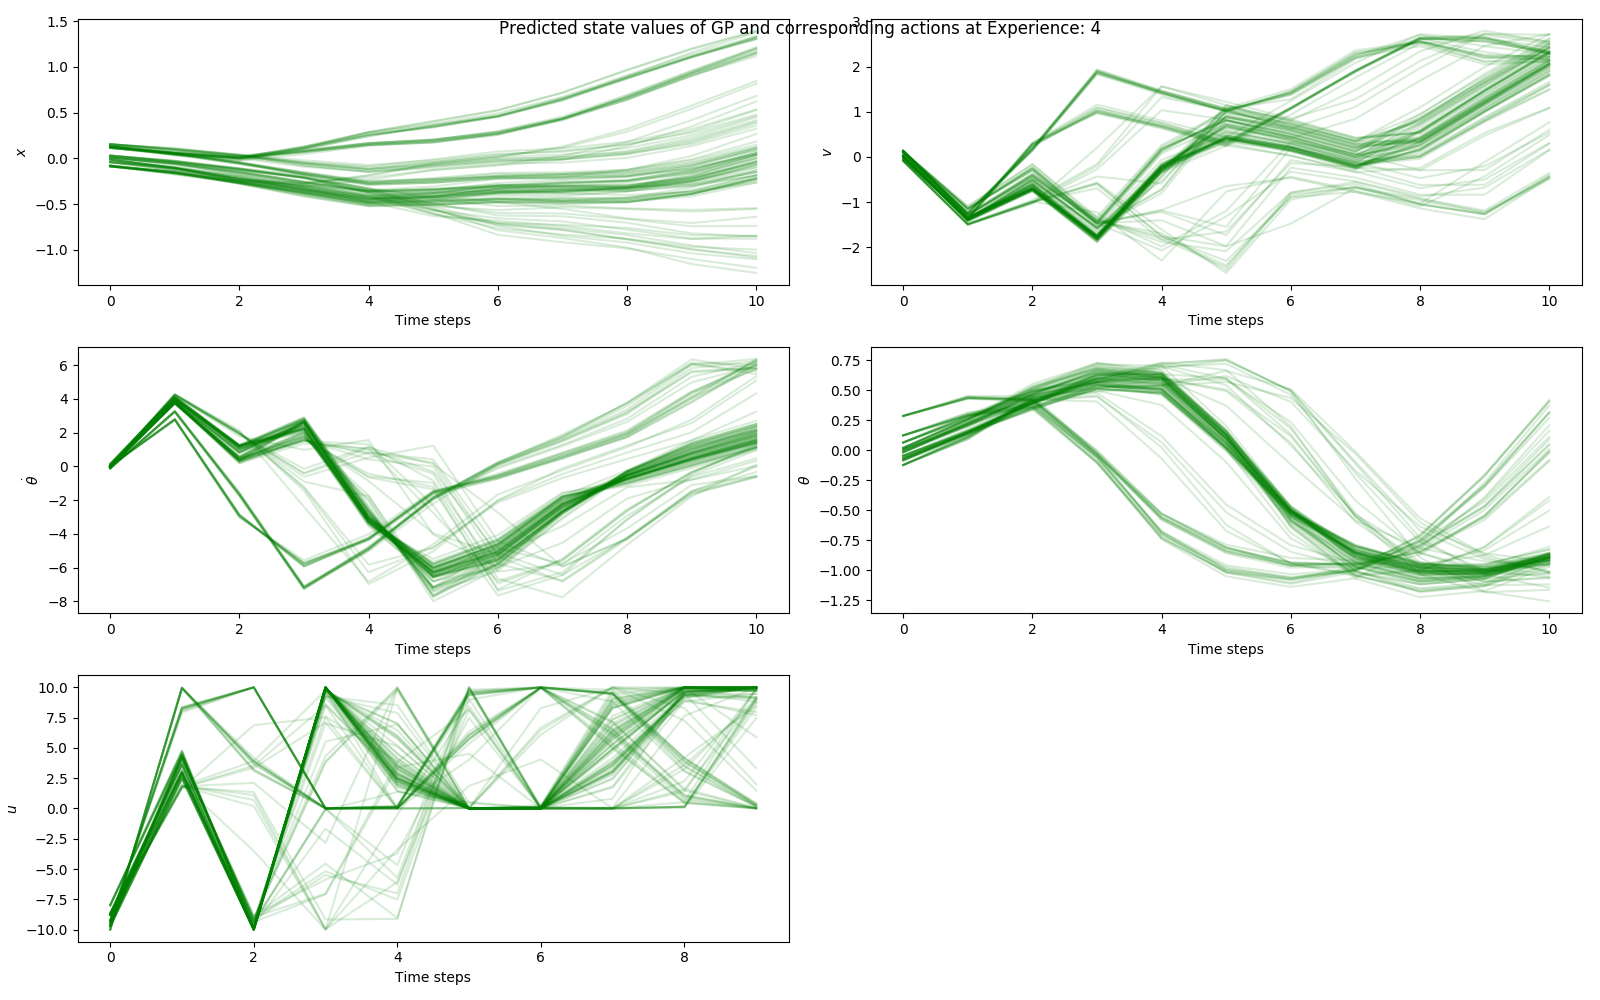 Predicted state values of GP and corresponding actions at Experience: 4
1.5
1.0
0.5
0.0
−0.5
−1.0
x
0 2 4 6 8 10
Time steps
3
2
1
0
−1
−2
v
0 2 4 6 8 10
Time steps
6
4
2
0
−2
−4
−6
−8
θ̇
0 2 4 6 8 10
Time steps
0.75
0.50
0.25
0.00
−0.25
−0.50
−0.75
−1.00
−1.25
θ
0 2 4 6 8 10
Time steps
10.0
7.5
5.0
2.5
0.0
−2.5
−5.0
−7.5
−10.0
u
0 2 4 6 8
Time steps